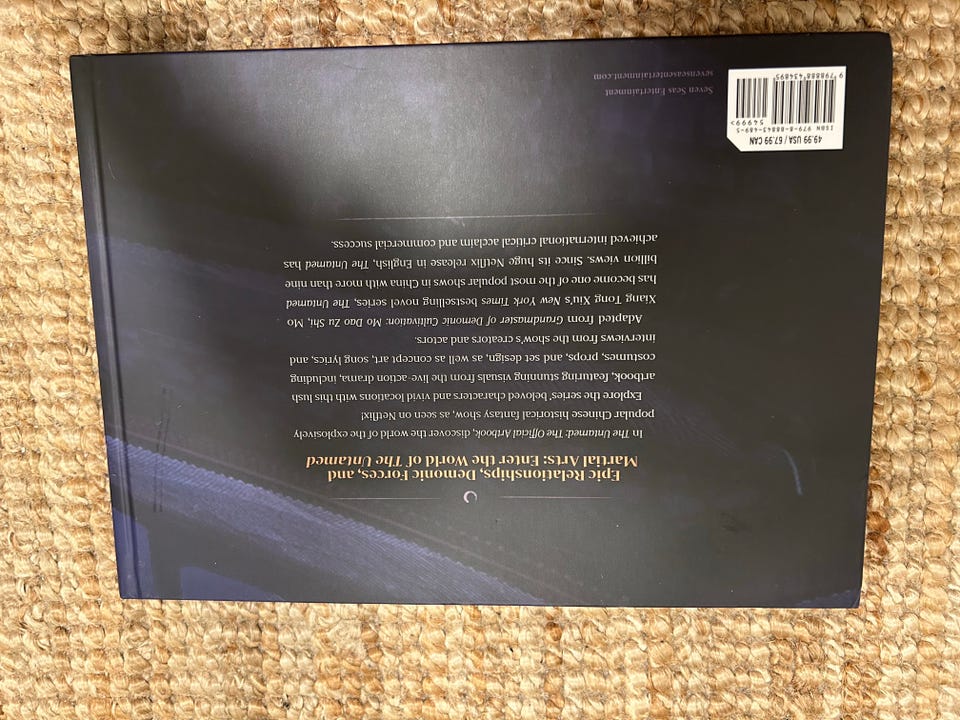 Epic Relationships, Demonic Forces, and
Martial Arts: Enter the World of The Untamed
In The Untamed: The Official Artbook, discover the world of the explosively
popular Chinese historical fantasy show, as seen on Netflix!
Explore the series' beloved characters and vivid locations with this lush
artbook, featuring stunning visuals from the live-action drama, including
costumes, props, and set design, as well as concept art, song lyrics, and
interviews from the show's creators and actors.
Adapted from Grandmaster of Demonic Cultivation: Mo Dao Zu Shi, Mo
Xiang Tong Xiu's New York Times bestselling novel series, The Untamed
has become one of the most popular shows in China with more than nine
billion views. Since its huge Netflix release in English, The Untamed has
achieved international critical acclaim and commercial success.
49.99 USA / 67.99 CAN
ISBN 979-8-88843-489-5
54999>
9 798888 434895
Seven Seas Entertainment
sevenseasentertainment.com